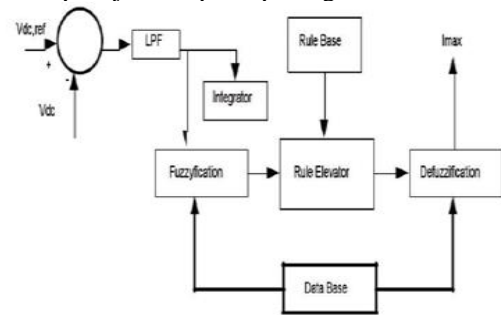 Vdc,ref
+
-
Vdc
LPF
Integrator
Rule Base
Imax
Fuzzyfication
Rule Elevator
Defuzzification
Data Base